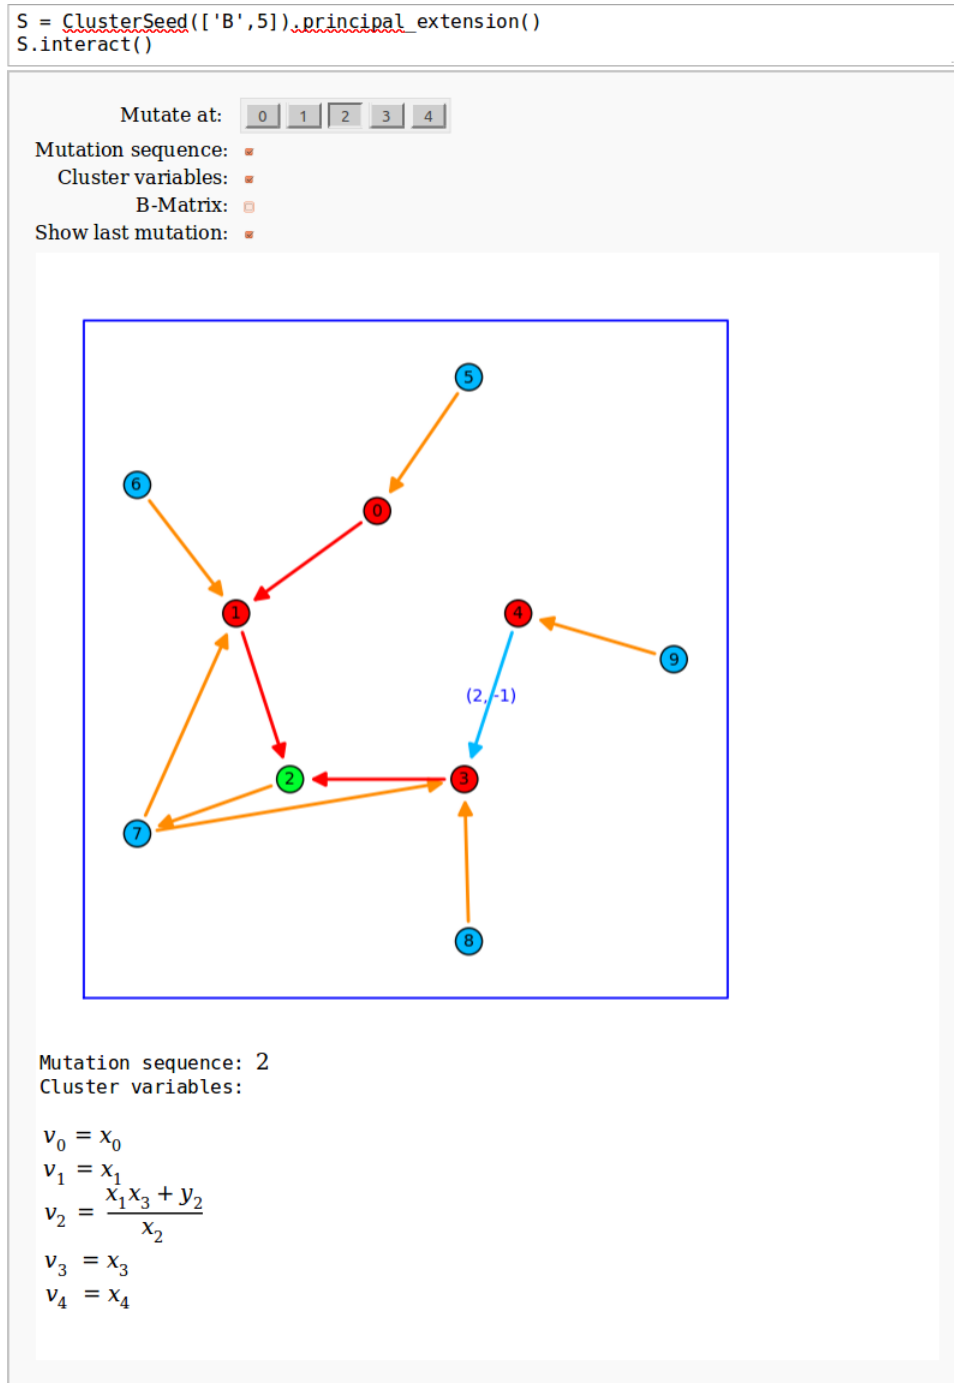 S = ClusterSeed(['B',5]).principal_extension()
S.interact()
Mutate at: 0 1 2 3 4
Mutation sequence:
Cluster variables:
B-Matrix:
Show last mutation:
5
6
0
1
4
9
(2,-1)
2
3
7
8
Mutation sequence: 2
Cluster variables:
v₀ = x₀
v₁ = x₁
v₂ = (x₁x₃ + y₂)/x₂
v₃ = x₃
v₄ = x₄